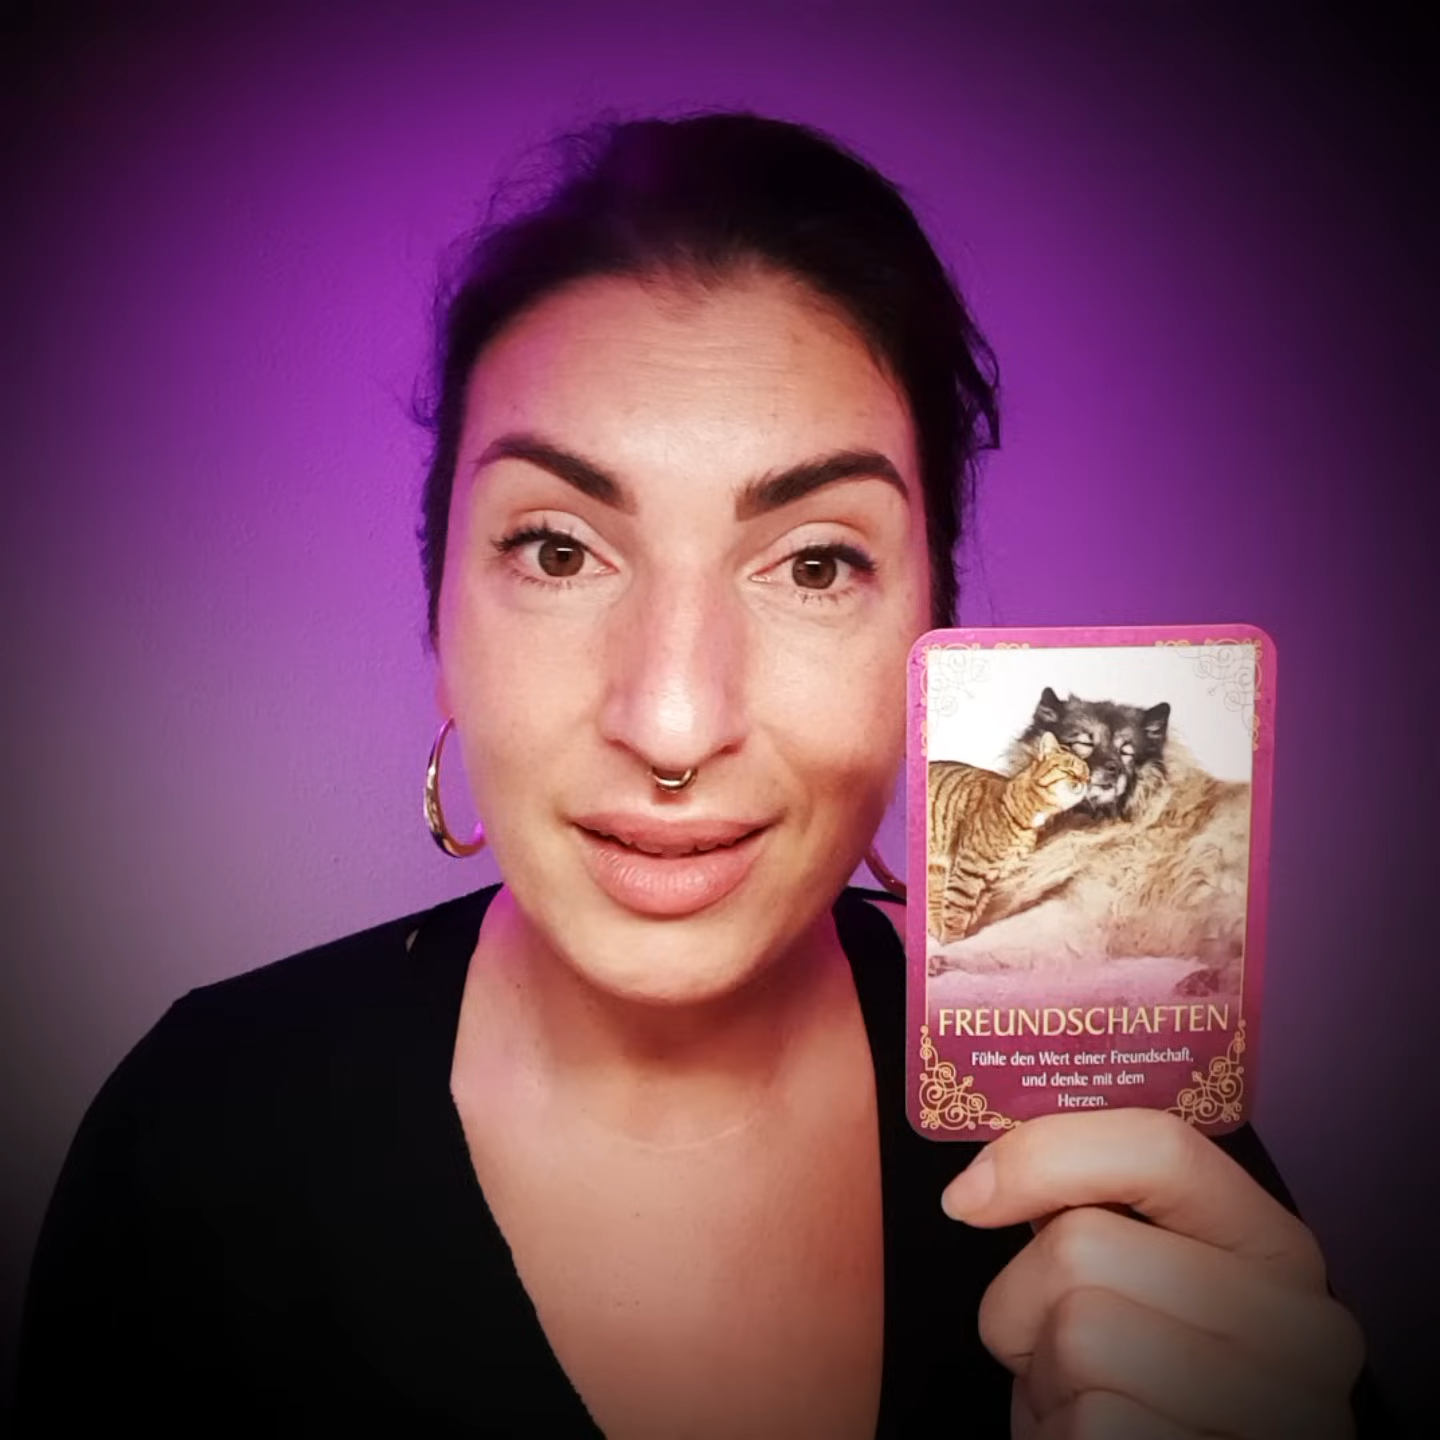 FREUNDSCHAFTEN
Fühle den Wert einer Freundschaft,
und denke mit dem
Herzen.